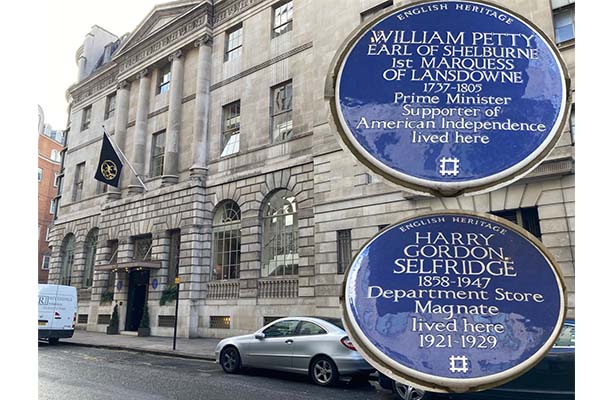 ENGLISH HERITAGE
WILLIAM PETTY
EARL OF SHELBURNE
1st MARQUESS
OF LANSDOWNE
1737-1805
Prime Minister
Supporter of
American Independence
lived here
ENGLISH HERITAGE
HARRY
GORDON
SELFRIDGE
1858-1947
Department Store
Magnate
lived here
1921-1929